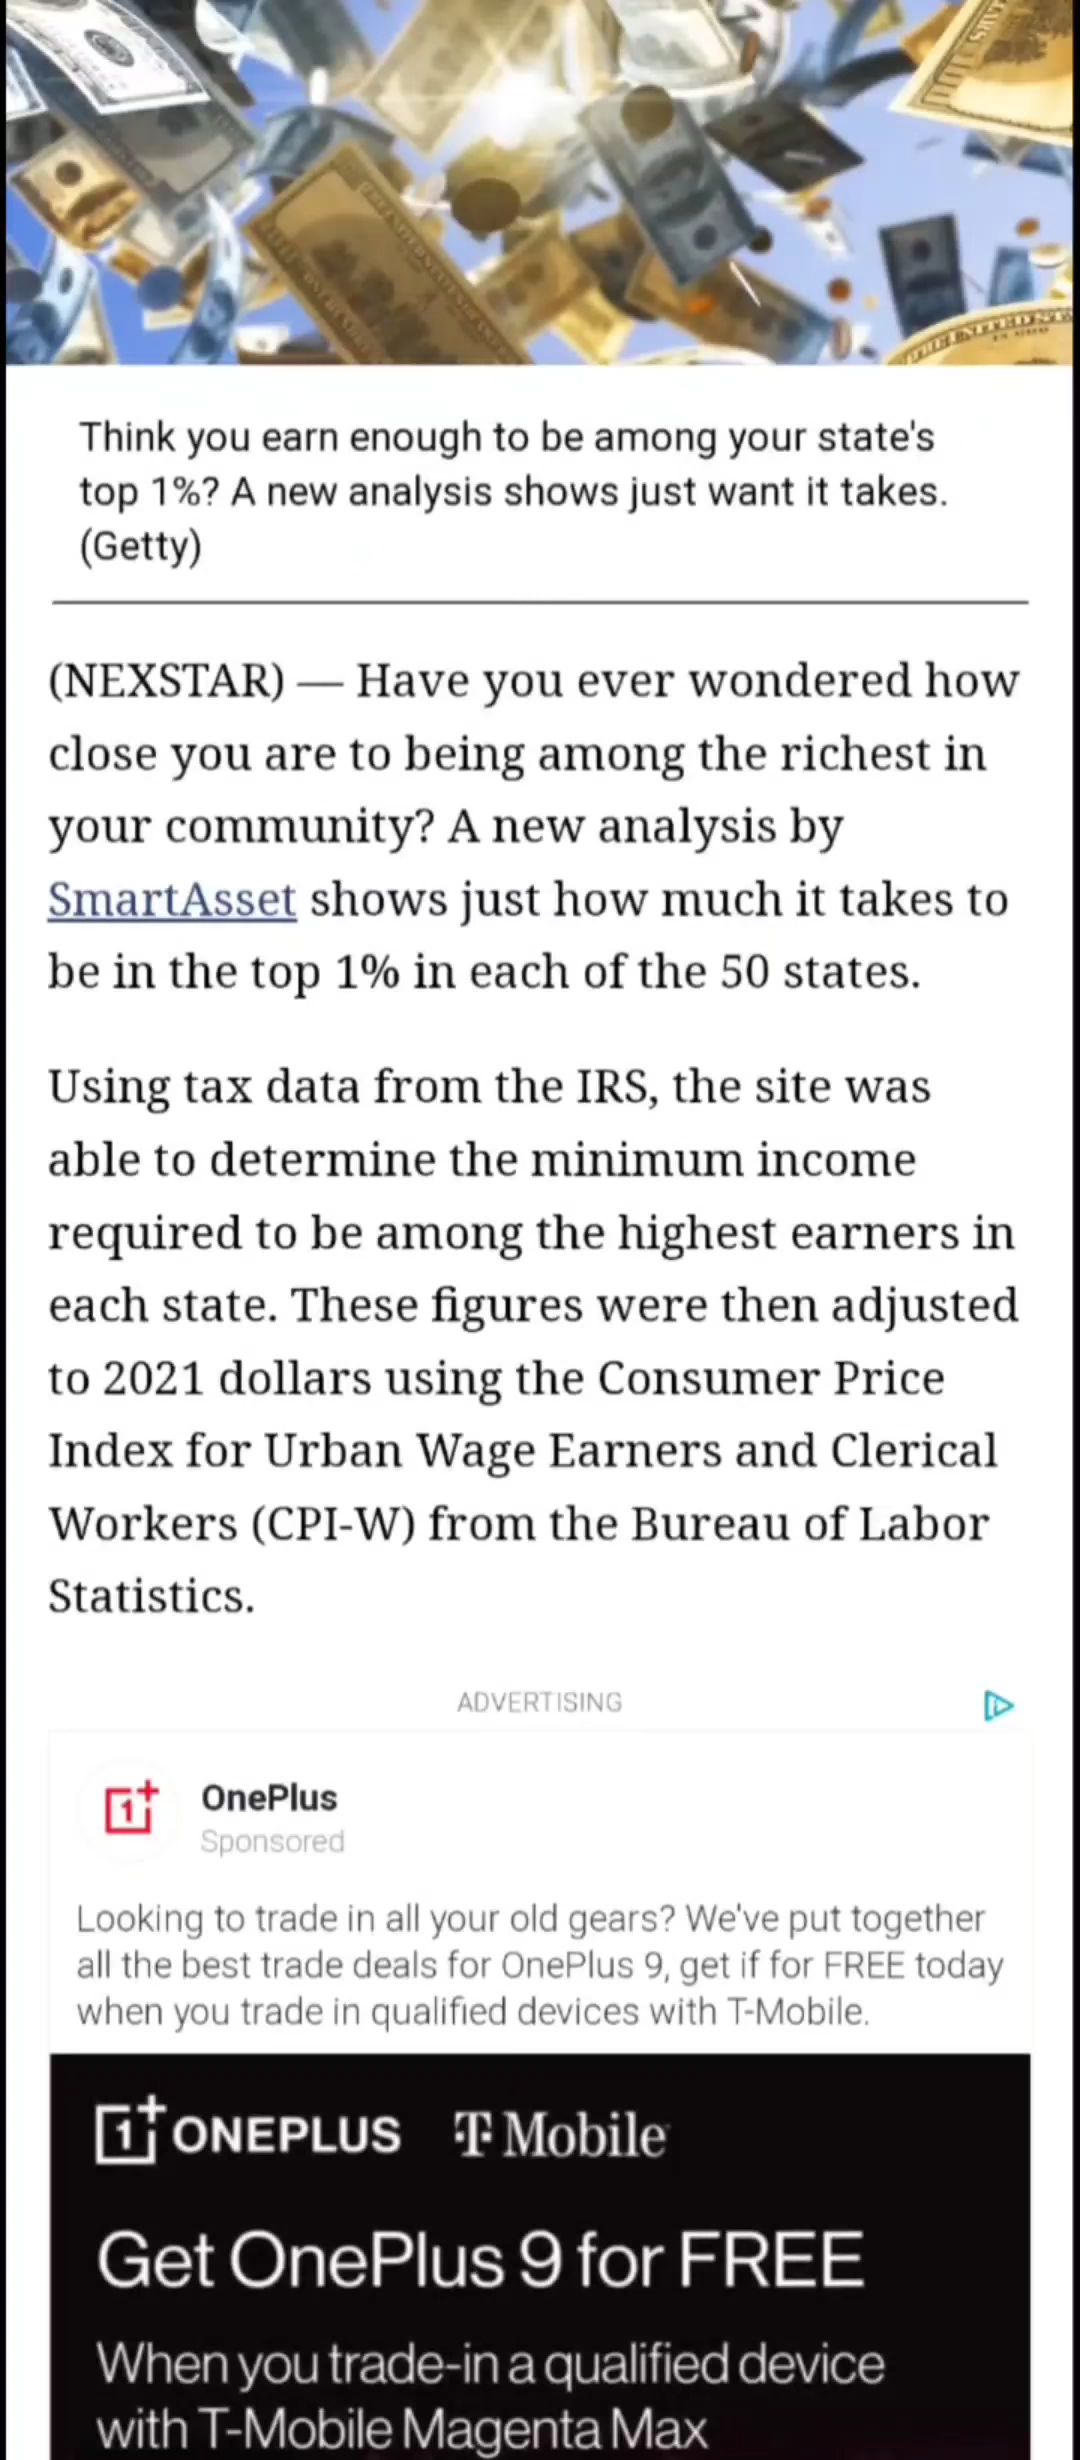 Think you earn enough to be among your state's
top 1%? A new analysis shows just want it takes.
(Getty)
(NEXSTAR) — Have you ever wondered how
close you are to being among the richest in
your community? A new analysis by
SmartAsset shows just how much it takes to
be in the top 1% in each of the 50 states.
Using tax data from the IRS, the site was
able to determine the minimum income
required to be among the highest earners in
each state. These figures were then adjusted
to 2021 dollars using the Consumer Price
Index for Urban Wage Earners and Clerical
Workers (CPI-W) from the Bureau of Labor
Statistics.
ADVERTISING
OnePlus
Sponsored
Looking to trade in all your old gears? We've put together
all the best trade deals for OnePlus 9, get if for FREE today
when you trade in qualified devices with T-Mobile.
1+ ONEPLUS T Mobile
Get OnePlus 9 for FREE
When you trade-in a qualified device
with T-Mobile Magenta Max